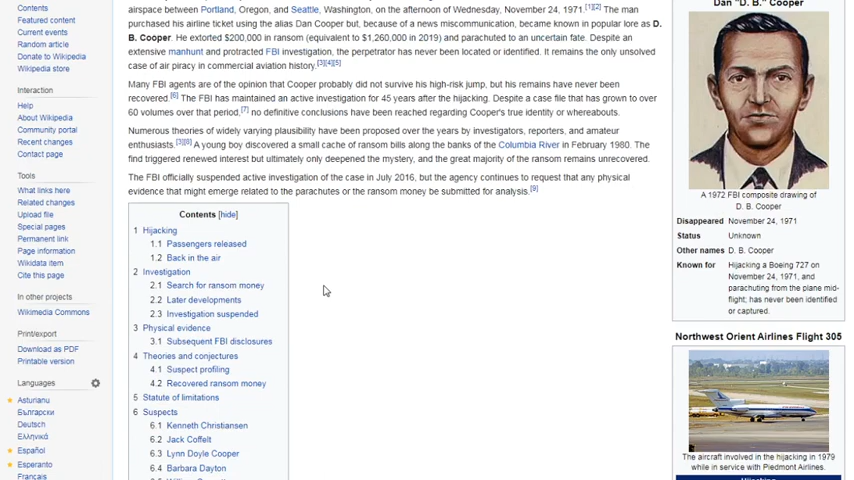 Contents
Featured content
Current events
Random article
Donate to Wikipedia
Wikipedia store
Interaction
Help
About Wikipedia
Community portal
Recent changes
Contact page
Tools
What links here
Related changes
Upload file
Special pages
Permanent link
Page information
Wikidata item
Cite this page
In other projects
Wikimedia Commons
Print/export
Download as PDF
Printable version
Languages
Asturianu
Български
Deutsch
Ελληνικά
Español
Esperanto
Français
airspace between Portland, Oregon, and Seattle, Washington, on the afternoon of Wednesday, November 24, 1971.[1][2] The man
purchased his airline ticket using the alias Dan Cooper but, because of a news miscommunication, became known in popular lore as D.
B. Cooper. He extorted $200,000 in ransom (equivalent to $1,260,000 in 2019) and parachuted to an uncertain fate. Despite an
extensive manhunt and protracted FBI investigation, the perpetrator has never been located or identified. It remains the only unsolved
case of air piracy in commercial aviation history.[3][4][5]
Many FBI agents are of the opinion that Cooper probably did not survive his high-risk jump, but his remains have never been
recovered.[6] The FBI has maintained an active investigation for 45 years after the hijacking. Despite a case file that has grown to over
60 volumes over that period,[7] no definitive conclusions have been reached regarding Cooper's true identity or whereabouts.
Numerous theories of widely varying plausibility have been proposed over the years by investigators, reporters, and amateur
enthusiasts.[3][8] A young boy discovered a small cache of ransom bills along the banks of the Columbia River in February 1980. The
find triggered renewed interest but ultimately only deepened the mystery, and the great majority of the ransom remains unrecovered.
The FBI officially suspended active investigation of the case in July 2016, but the agency continues to request that any physical
evidence that might emerge related to the parachutes or the ransom money be submitted for analysis.[9]
Contents [hide]
1 Hijacking
1.1 Passengers released
1.2 Back in the air
2 Investigation
2.1 Search for ransom money
2.2 Later developments
2.3 Investigation suspended
3 Physical evidence
3.1 Subsequent FBI disclosures
4 Theories and conjectures
4.1 Suspect profiling
4.2 Recovered ransom money
5 Statute of limitations
6 Suspects
6.1 Kenneth Christiansen
6.2 Jack Coffelt
6.3 Lynn Doyle Cooper
6.4 Barbara Dayton
Dan "D. B." Cooper
A 1972 FBI composite drawing of
D. B. Cooper
Disappeared November 24, 1971
Status Unknown
Other names D. B. Cooper
Known for Hijacking a Boeing 727 on
November 24, 1971, and
parachuting from the plane mid-
flight; has never been identified
or captured.
Northwest Orient Airlines Flight 305
The aircraft involved in the hijacking in 1979
while in service with Piedmont Airlines.
Hijacking